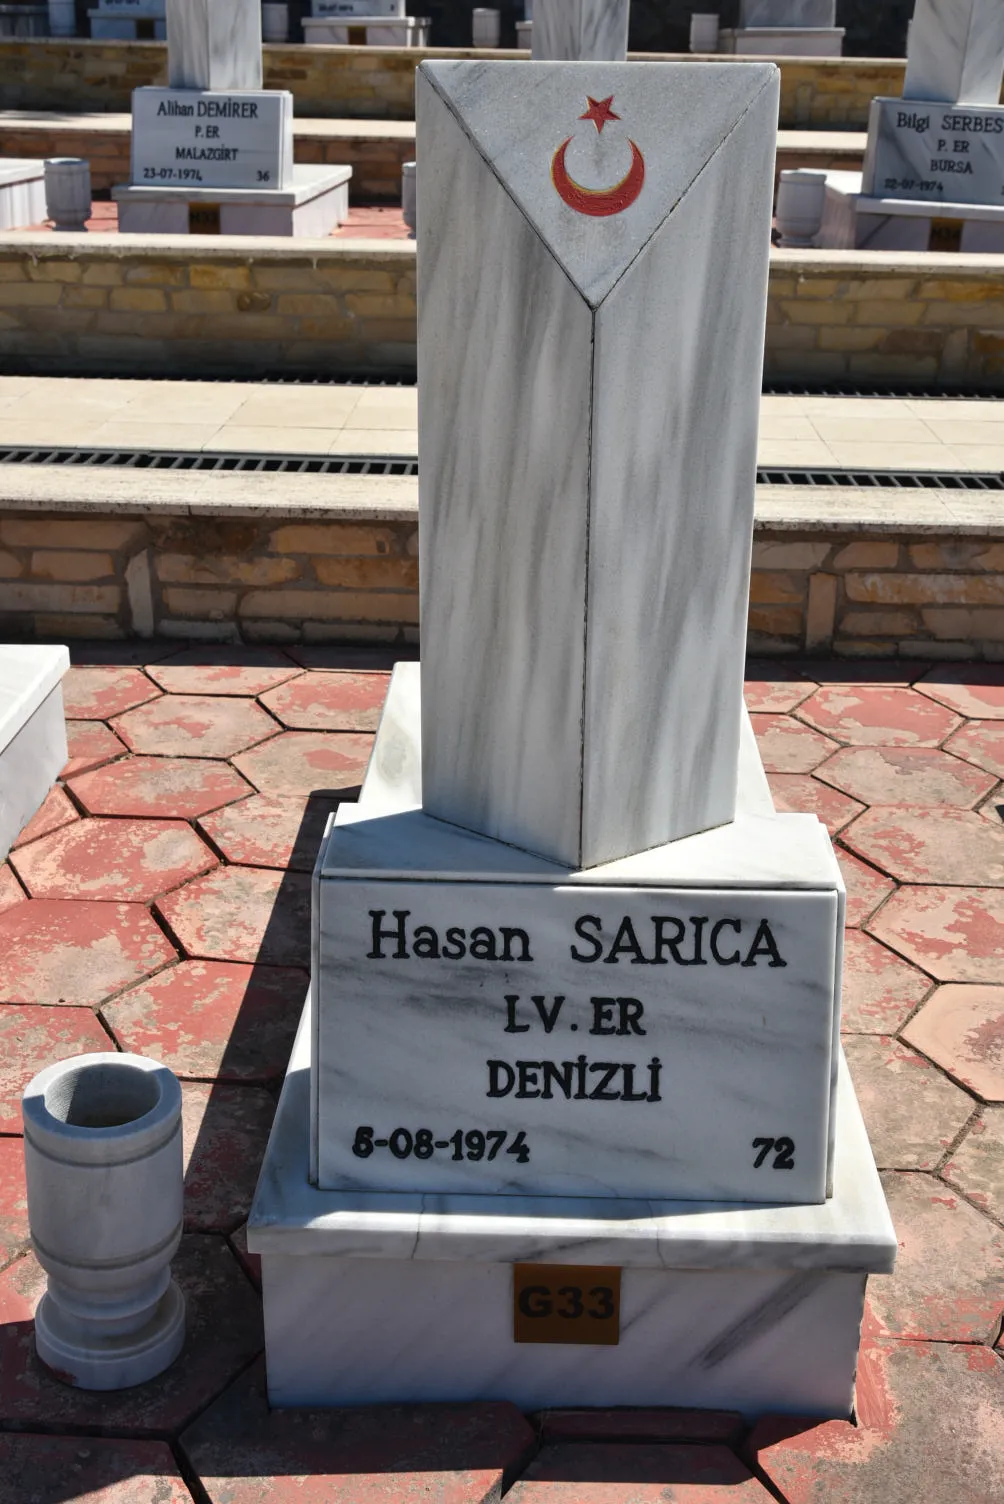 Alihan DEMİRER
P. ER
MALAZGİRT
23-07-1974 36
Bilgi SERBES
P. ER
BURSA
22-07-1974
Hasan SARICA
LV. ER
DENİZLİ
5-08-1974 72
G33